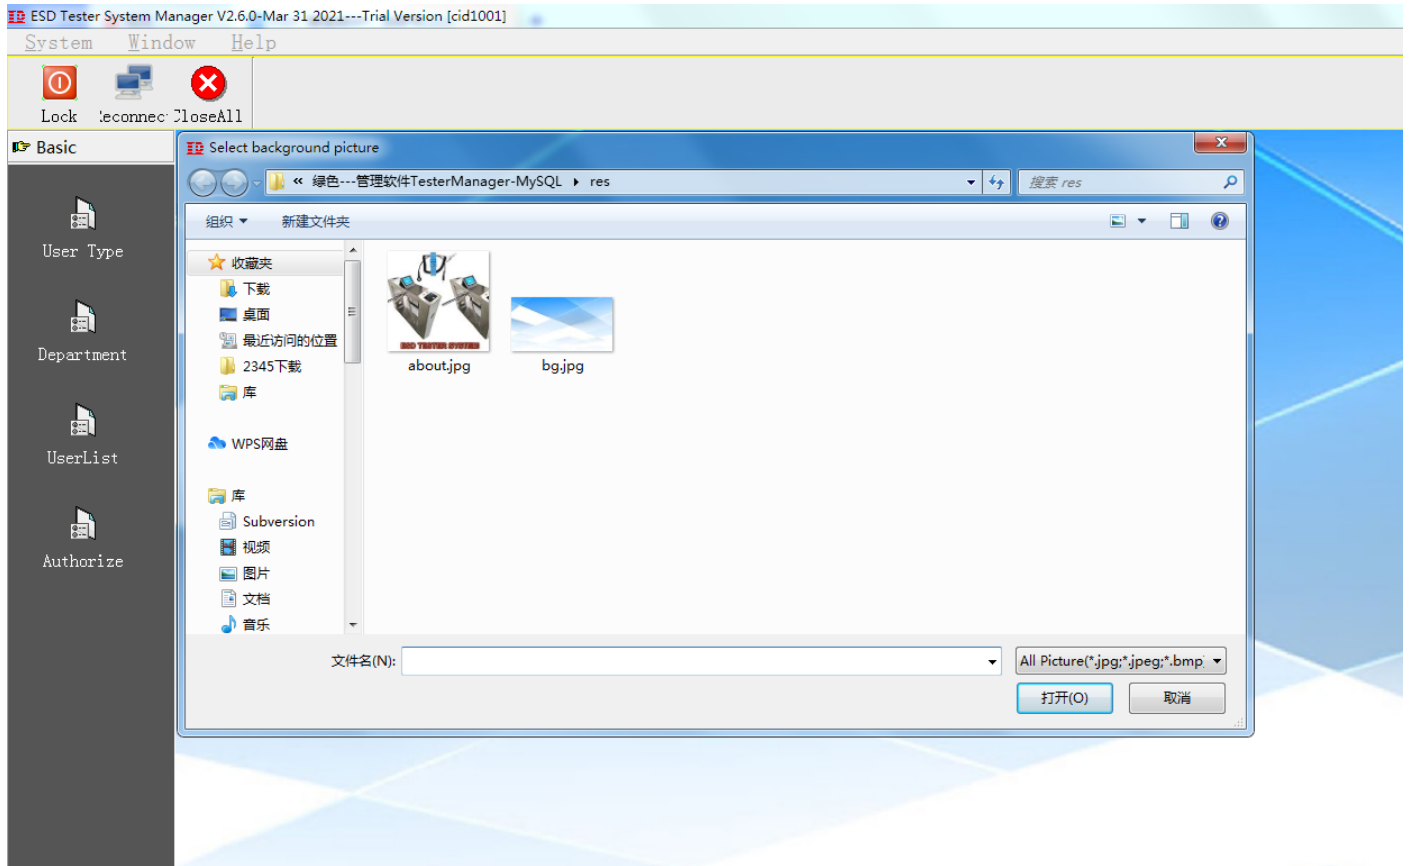 ESD Tester System Manager V2.6.0-Mar 31 2021---Trial Version [cid1001]
System Window Help
Lock econnec CloseAll
Basic
User Type
Department
UserList
Authorize
Select background picture
« 绿色---管理软件TesterManager-MySQL ▸ res
搜索 res
组织 新建文件夹
收藏夹
下载
桌面
最近访问的位置
2345下载
库
WPS网盘
库
Subversion
视频
图片
文档
音乐
ESD TESTER SYSTEM
about.jpg bg.jpg
文件名(N):
All Picture(*.jpg;*.jpeg;*.bmp;
打开(O) 取消